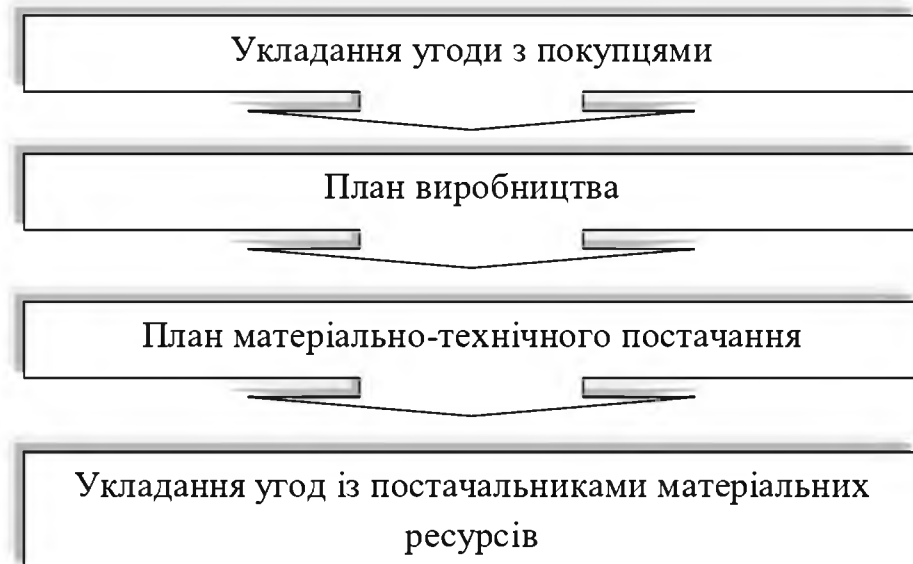 Укладання угоди з покупцями
План виробництва
План матеріально-технічного постачання
Укладання угод із постачальниками матеріальних
ресурсів